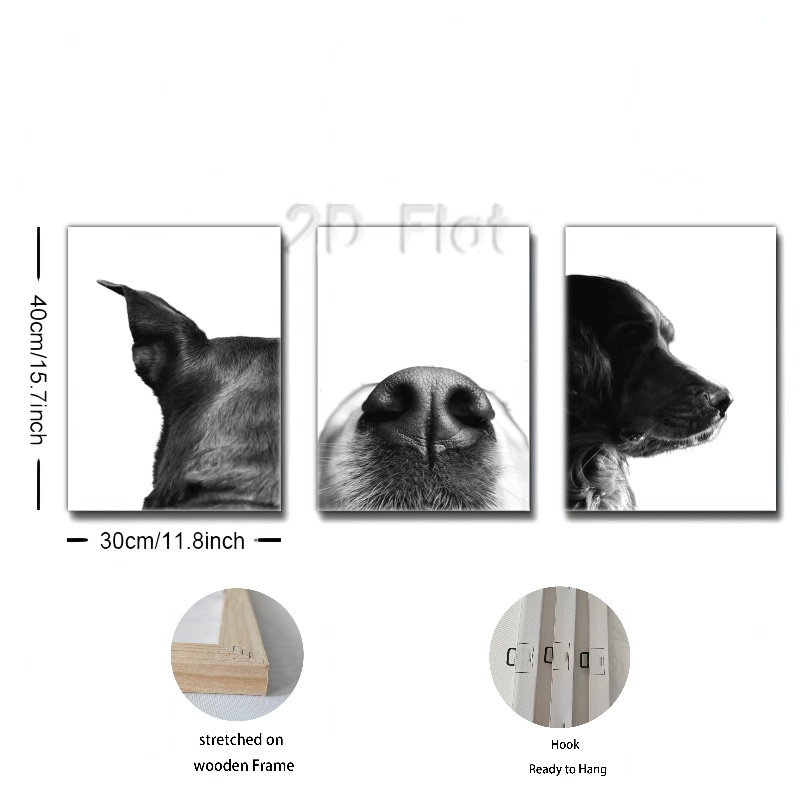 2D Flat
40cm/15.7inch
30cm/11.8inch
stretched on
wooden Frame
Hook
Ready to Hang